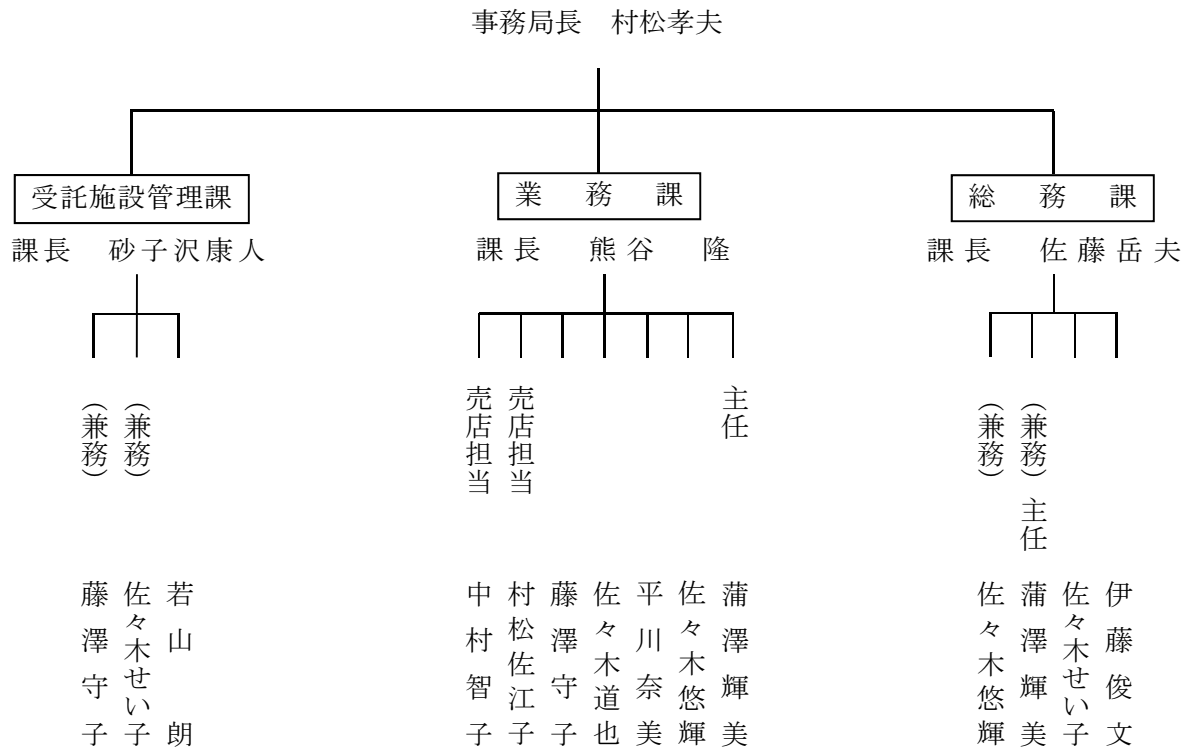 事務局長 村松孝夫
総務課
課長 佐藤岳夫
伊藤俊文
佐々木せい子
(兼務)主任 蒲澤輝美
(兼務) 佐々木悠輝
業務課
課長 熊谷 隆
主任 蒲澤輝美
佐々木悠輝
平川奈美
佐々木道也
藤澤守子
売店担当 村松佐江子
売店担当 中村智子
受託施設管理課
課長 砂子沢康人
若山 朗
(兼務) 佐々木せい子
(兼務) 藤澤守子